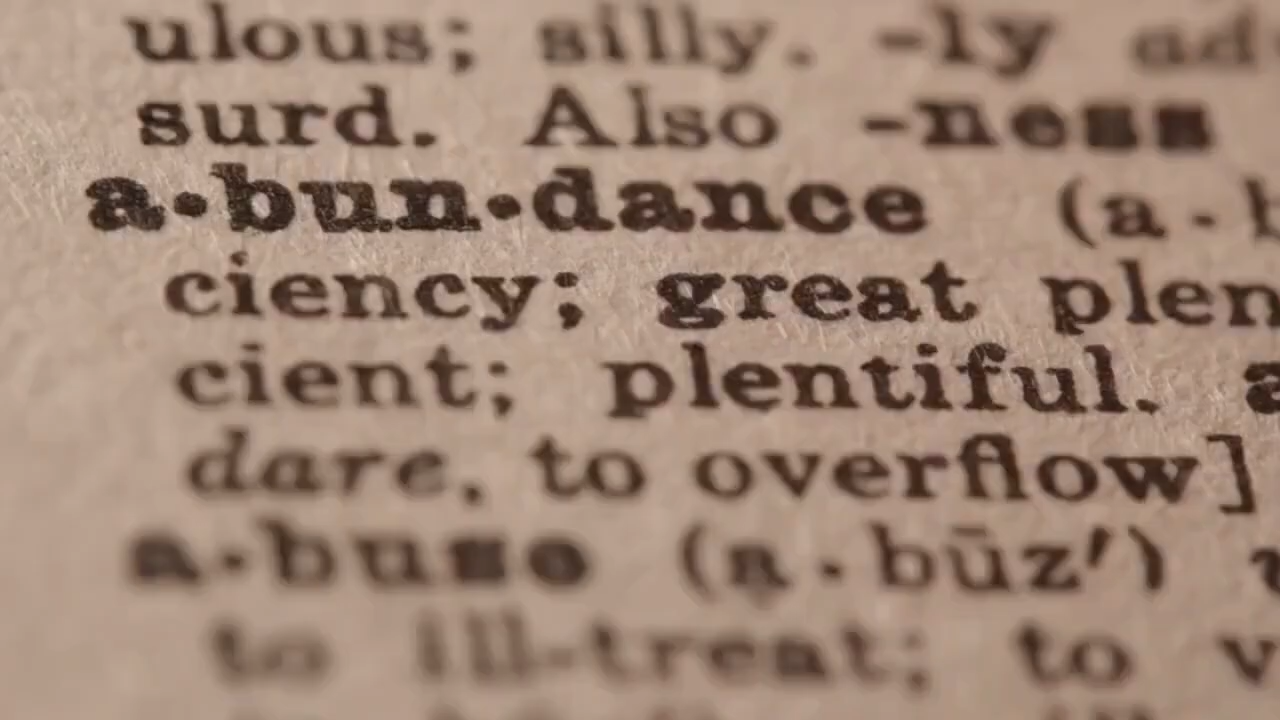 ulous; silly. -ly ad
surd. Also -ness
a·bun·dance (a-b
ciency; great plen
cient; plentiful. a
dare, to overflow]
a·buse (a·būz′) v
to ill-treat; to v